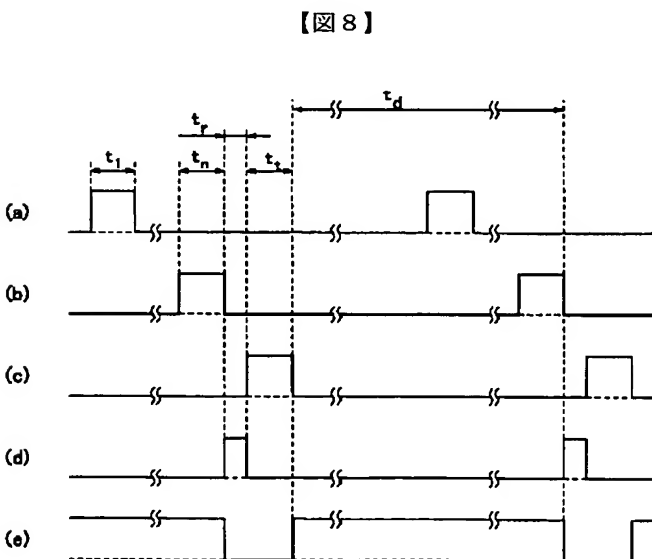 【図８】
τd
tr
t1 tn tt
(a)
(b)
(c)
(d)
(e)